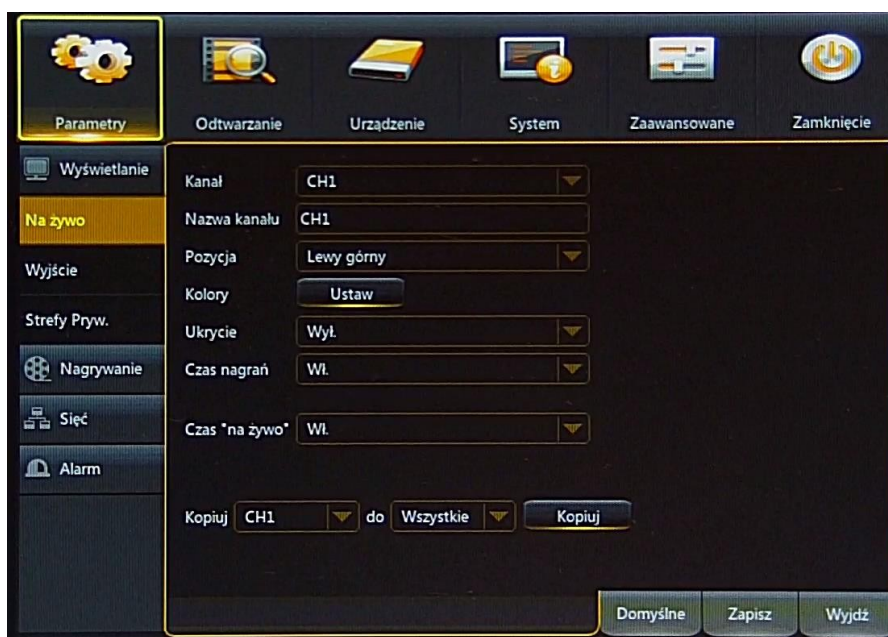 Parametry
Odtwarzanie
Urządzenie
System
Zaawansowane
Zamknięcie
Wyświetlanie
Na żywo
Wyjście
Strefy Pryw.
Nagrywanie
Sięć
Alarm
Kanał CH1
Nazwa kanału CH1
Pozycja Lewy górny
Kolory Ustaw
Ukrycie Wył.
Czas nagrań Wł.
Czas "na żywo" Wł.
Kopiuj CH1 do Wszystkie Kopiuj
Domyślne Zapisz Wyjdź